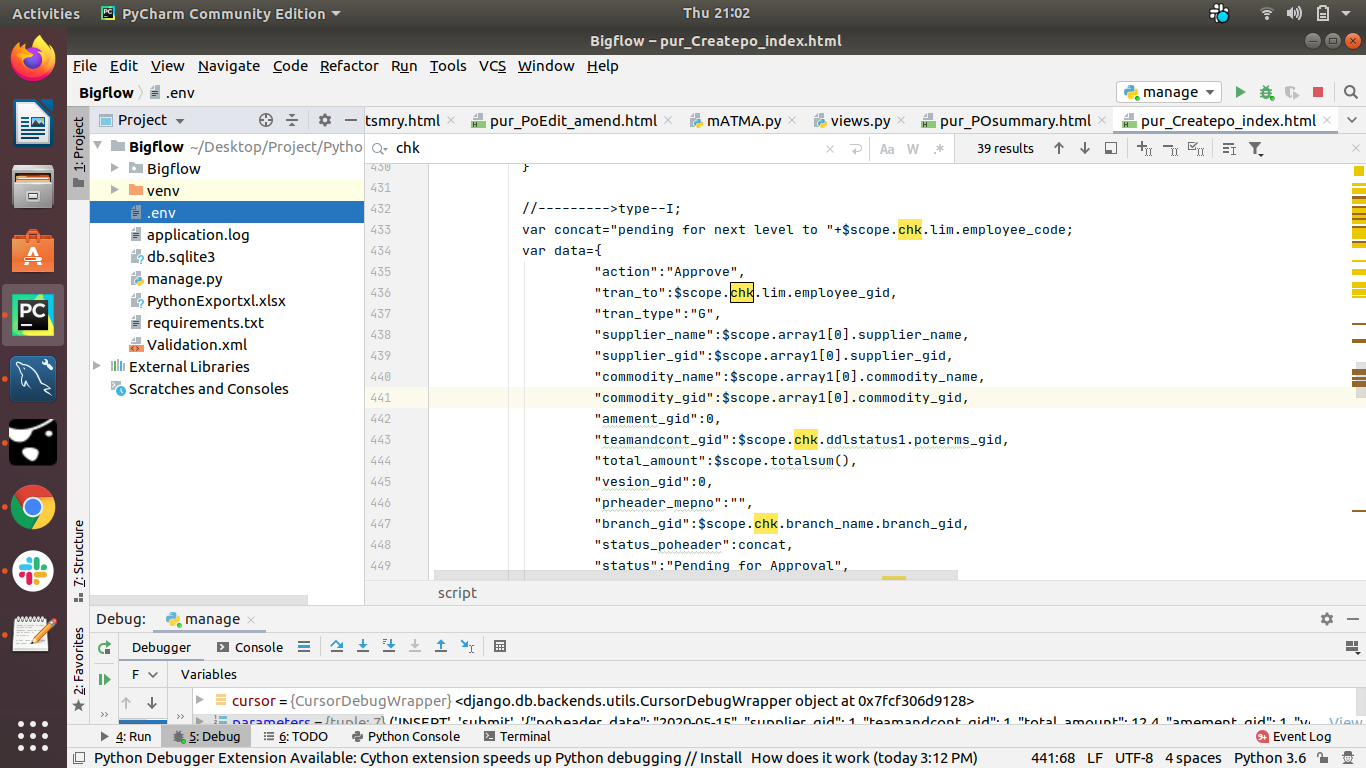 Activities PyCharm Community Edition Thu 21:02
Bigflow – pur_Createpo_index.html
File Edit View Navigate Code Refactor Run Tools VCS Window Help
Bigflow .env manage
1: Project
Project
tsmry.html pur_PoEdit_amend.html mATMA.py views.py pur_POsummary.html pur_Createpo_index.html
chk Aa W .* 39 results
Bigflow ~/Desktop/Project/Pytho
Bigflow
venv
.env
application.log
db.sqlite3
manage.py
PythonExportxl.xlsx
requirements.txt
Validation.xml
External Libraries
Scratches and Consoles
430 }
431
432 //--------->type--I;
433 var concat="pending for next level to "+$scope.chk.lim.employee_code;
434 var data={
435 "action":"Approve",
436 "tran_to":$scope.chk.lim.employee_gid,
437 "tran_type":"G",
438 "supplier_name":$scope.array1[0].supplier_name,
439 "supplier_gid":$scope.array1[0].supplier_gid,
440 "commodity_name":$scope.array1[0].commodity_name,
441 "commodity_gid":$scope.array1[0].commodity_gid,
442 "amement_gid":0,
443 "teamandcont_gid":$scope.chk.ddlstatus1.poterms_gid,
444 "total_amount":$scope.totalsum(),
445 "vesion_gid":0,
446 "prheader_mepno":"",
447 "branch_gid":$scope.chk.branch_name.branch_gid,
448 "status_poheader":concat,
449 "status":"Pending for Approval",
script
7: Structure
2: Favorites
Debug: manage
Debugger Console
F Variables
cursor = {CursorDebugWrapper} <django.db.backends.utils.CursorDebugWrapper object at 0x7fcf306d9128>
parameters = {tuple: 7} ('INSERT', 'submit', '{"poheader_date": "2020-05-15", "supplier_gid": 1, "teamandcont_gid": 1, "total_amount": 12.4, "amement_gid": 1, "v View
4: Run 5: Debug 6: TODO Python Console Terminal 9+ Event Log
Python Debugger Extension Available: Cython extension speeds up Python debugging // Install How does it work (today 3:12 PM) 441:68 LF UTF-8 4 spaces Python 3.6